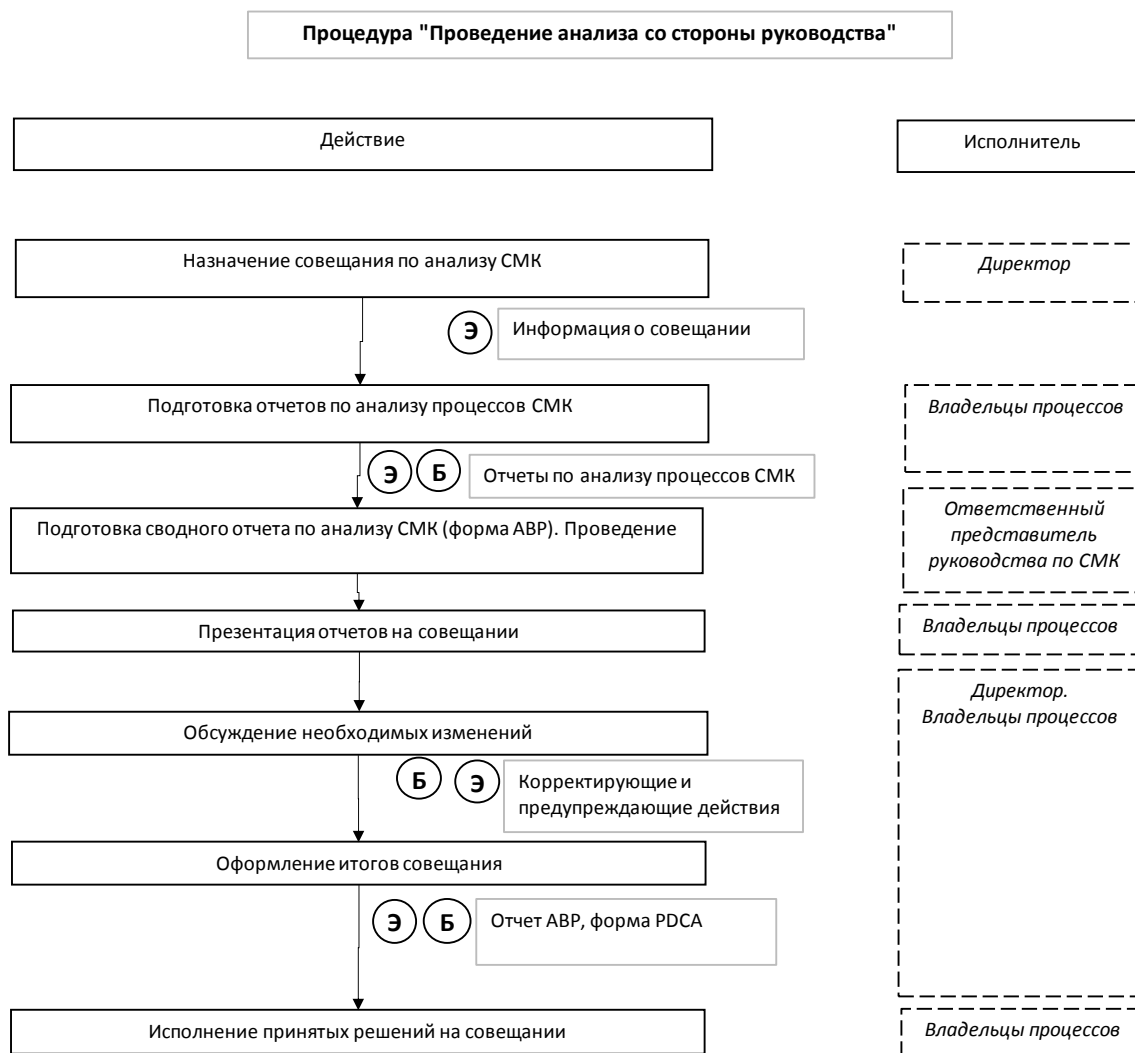 Процедура "Проведение анализа со стороны руководства"
Действие
Исполнитель
Назначение совещания по анализу СМК
Директор
Э
Информация о совещании
Подготовка отчетов по анализу процессов СМК
Владельцы процессов
Э Б
Отчеты по анализу процессов СМК
Подготовка сводного отчета по анализу СМК (форма АВР). Проведение
Ответственный
представитель
руководства по СМК
Презентация отчетов на совещании
Владельцы процессов
Обсуждение необходимых изменений
Директор.
Владельцы процессов
Б Э
Корректирующие и
предупреждающие действия
Оформление итогов совещания
Э Б
Отчет АВР, форма PDCA
Исполнение принятых решений на совещании
Владельцы процессов